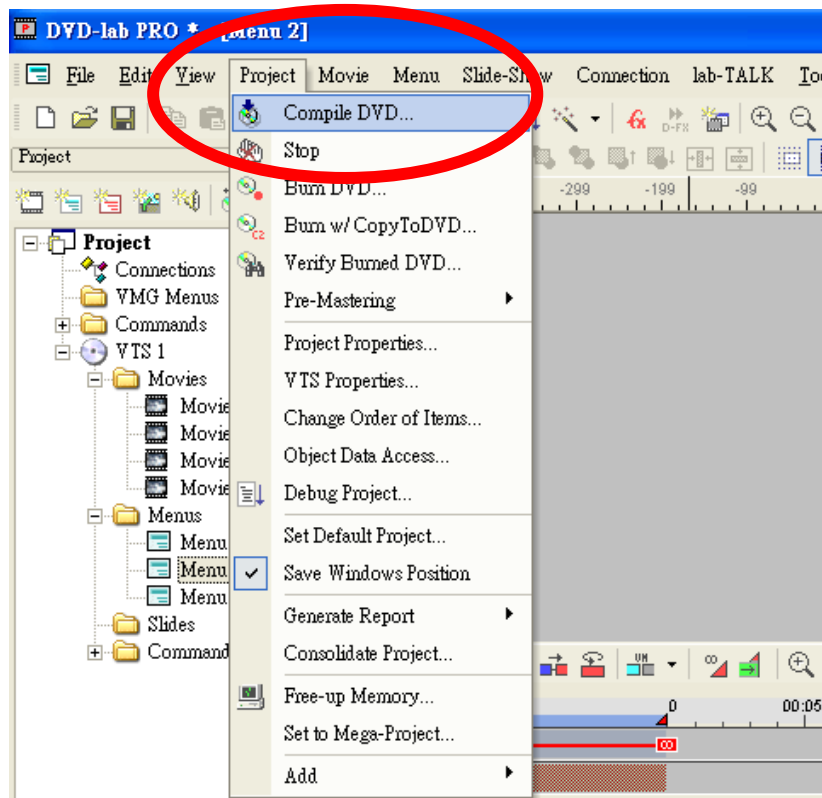 DVD-lab PRO * - [Menu 2]
File Edit View Project Movie Menu Slide-Show Connection lab-TALK
D-FX
Project
Compile DVD...
Stop
Burn DVD...
Burn w/ CopyToDVD...
C2
Verify Burned DVD...
Pre-Mastering
Project Properties...
VTS Properties...
Change Order of Items...
Object Data Access...
Debug Project...
Set Default Project...
Save Windows Position
Generate Report
Consolidate Project...
Free-up Memory...
Set to Mega-Project...
Add
-299 -199 -99
Project
Connections
VMG Menus
Commands
VTS 1
Movies
Movie
Movie
Movie
Movie
Menus
Menu
Menu
Menu
Slides
Command
VM
0 00:05